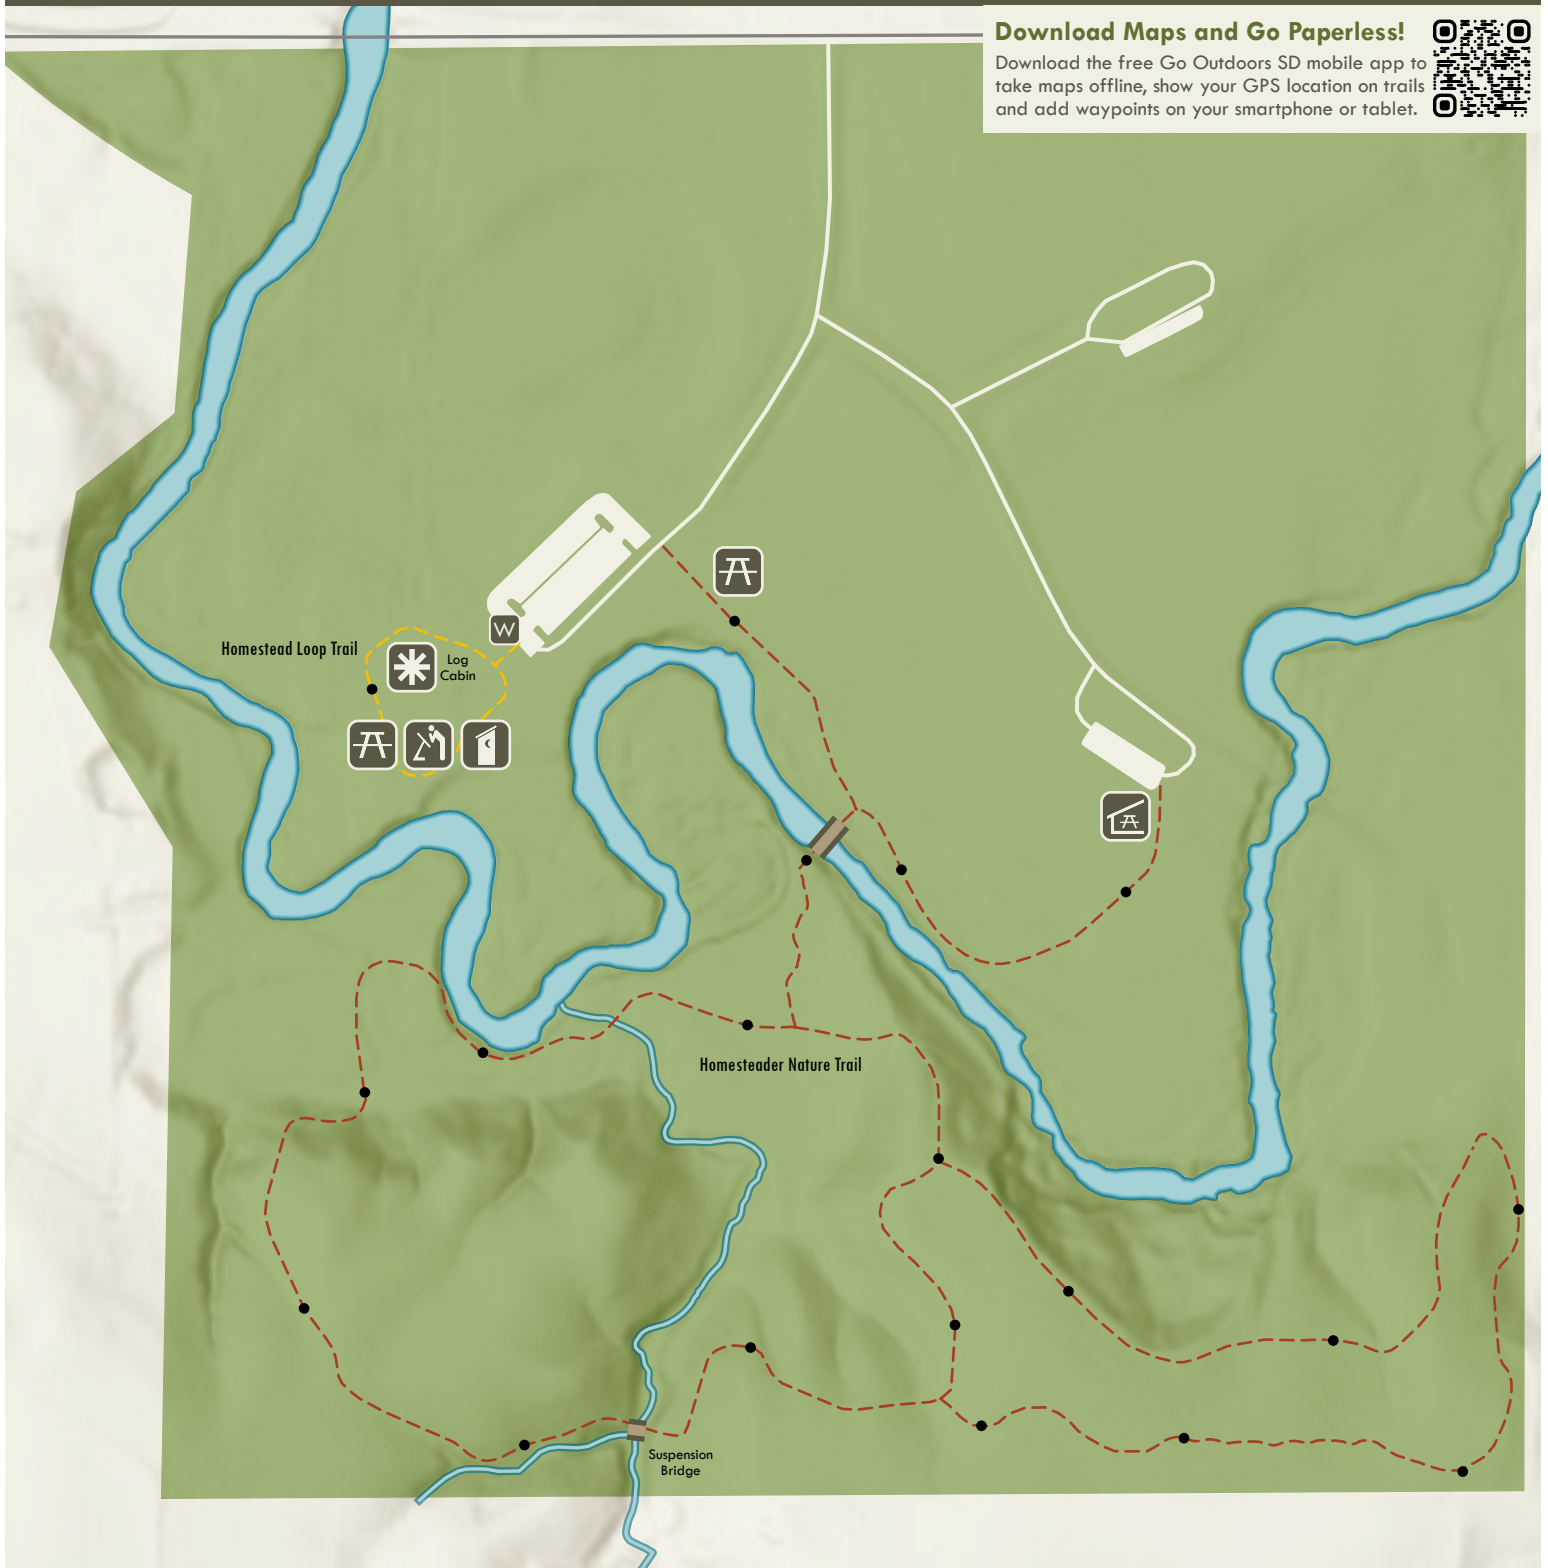 Download Maps and Go Paperless!
Download the free Go Outdoors SD mobile app to
take maps offline, show your GPS location on trails
and add waypoints on your smartphone or tablet.
W
Homestead Loop Trail
Log
Cabin
Homesteader Nature Trail
Suspension
Bridge